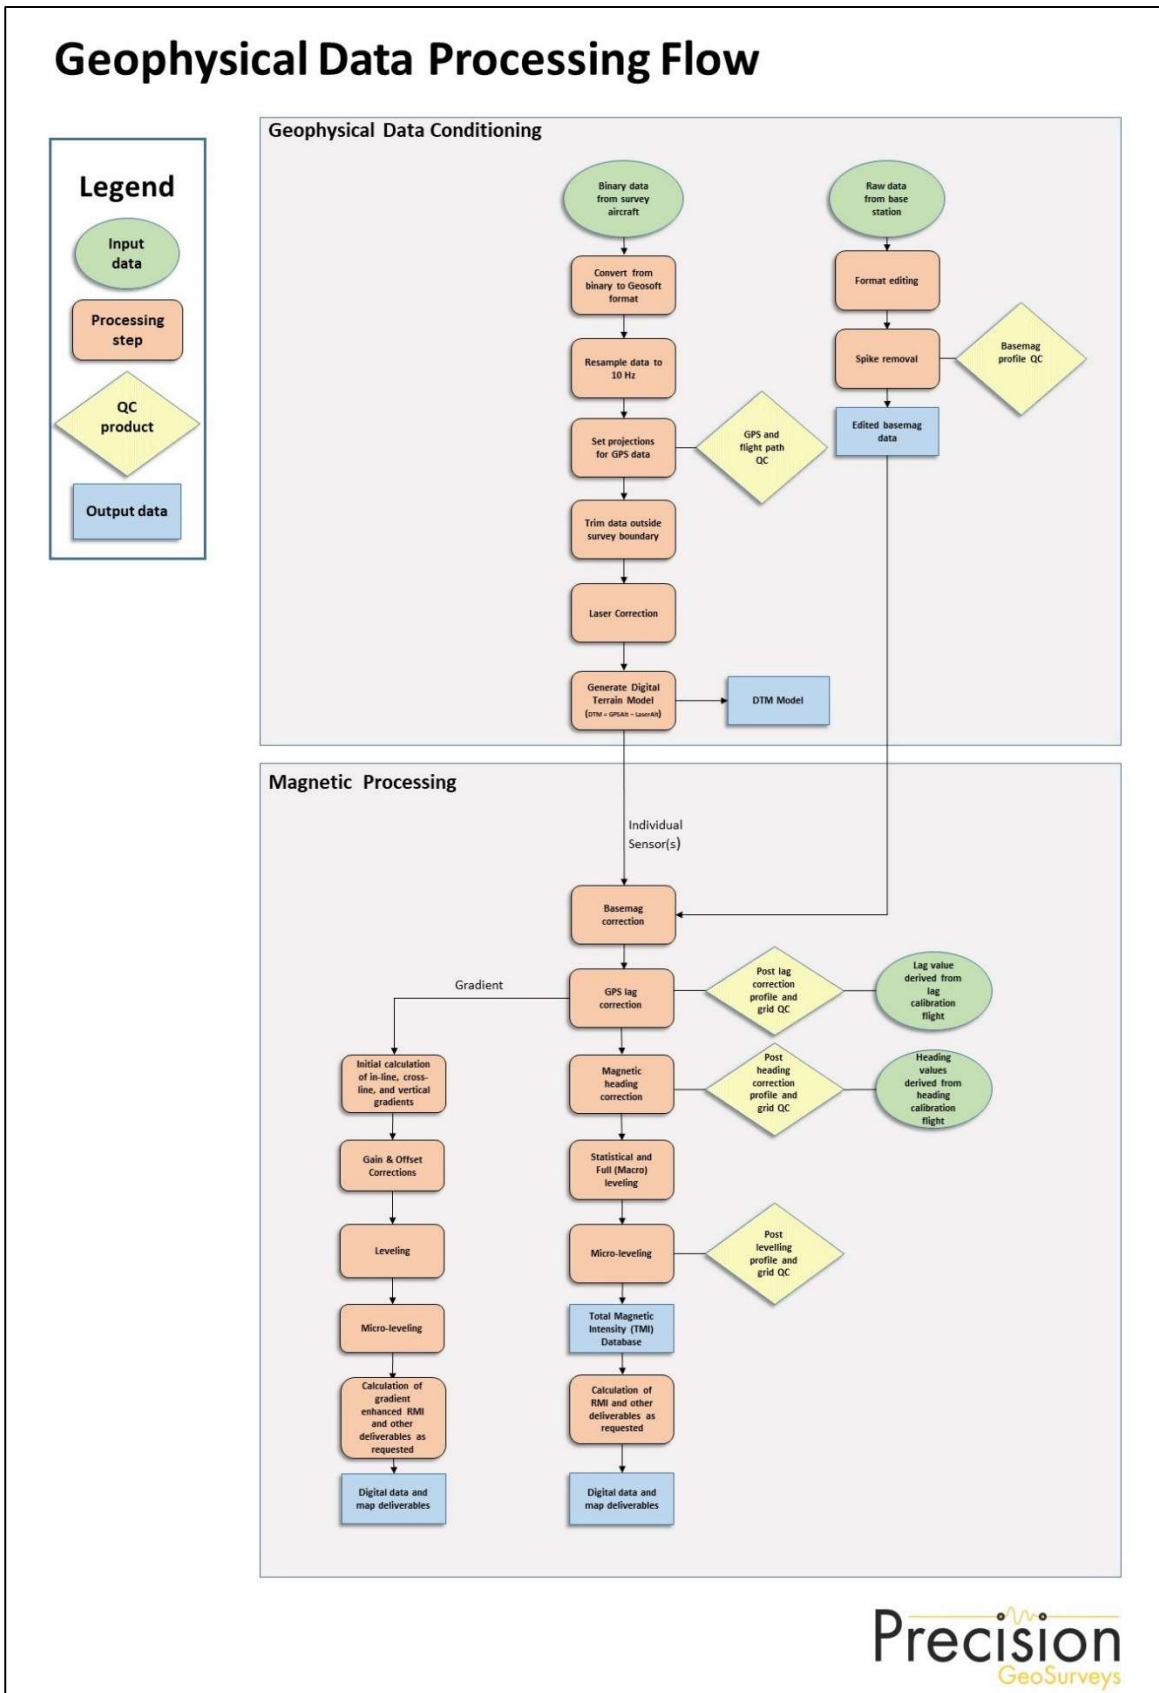 Geophysical Data Processing Flow
Legend
Input
data
Processing
step
QC
product
Output data
Geophysical Data Conditioning
Binary data
from survey
aircraft
Convert from
binary to Geosoft
format
Resample data to
10 Hz
Set projections
for GPS data
GPS and
flight path
QC
Trim data outside
survey boundary
Laser Correction
Generate Digital
Terrain Model
(DTM = GPSAlt – LaserAlt)
DTM Model
Raw data
from base
station
Format editing
Spike removal
Basemag
profile QC
Edited basemag
data
Magnetic Processing
Individual
Sensor(s)
Basemag
correction
GPS lag
correction
Post lag
correction
profile and
grid QC
Lag value
derived from
lag
calibration
flight
Gradient
Magnetic
heading
correction
Post
heading
correction
profile and
grid QC
Heading
values
derived from
heading
calibration
flight
Statistical and
Full (Macro)
leveling
Micro-leveling
Post
levelling
profile and
grid QC
Total Magnetic
Intensity (TMI)
Database
Calculation of
RMI and other
deliverables as
requested
Digital data and
map deliverables
Initial calculation
of in-line, cross-
line, and vertical
gradients
Gain & Offset
Corrections
Leveling
Micro-leveling
Calculation of
gradient
enhanced RMI
and other
deliverables as
requested
Digital data and
map deliverables
Precision
GeoSurveys